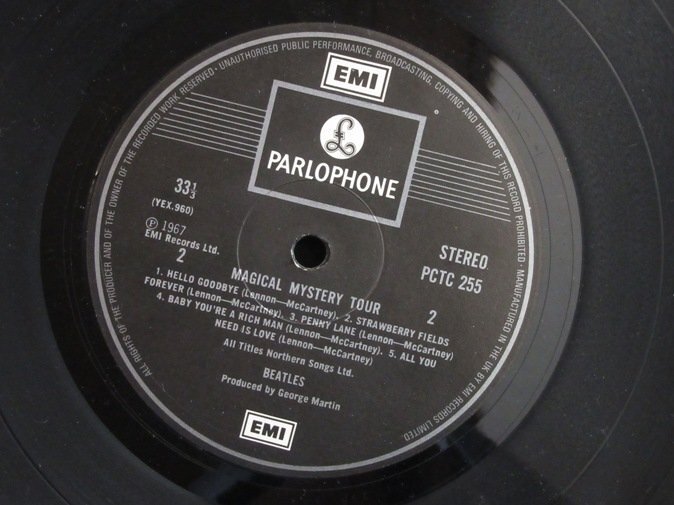 ALL RIGHTS OF THE PRODUCER AND OF THE OWNER OF THE RECORDED WORK RESERVED · UNAUTHORISED PUBLIC PERFORMANCE, BROADCASTING, COPYING AND HIRING OF THIS RECORD PROHIBITED · MANUFACTURED IN THE UK BY EMI RECORDS LIMITED.
EMI
£
PARLOPHONE
33⅓
(YEX.960)
Ⓟ 1967
EMI Records Ltd.
2
STEREO
PCTC 255
2
MAGICAL MYSTERY TOUR
1. HELLO GOODBYE (Lennon—McCartney). 2. STRAWBERRY FIELDS
FOREVER (Lennon—McCartney). 3. PENNY LANE (Lennon—McCartney)
4. BABY YOU'RE A RICH MAN (Lennon—McCartney). 5. ALL YOU
NEED IS LOVE (Lennon—McCartney)
All Titles Northern Songs Ltd.
BEATLES
Produced by George Martin
EMI